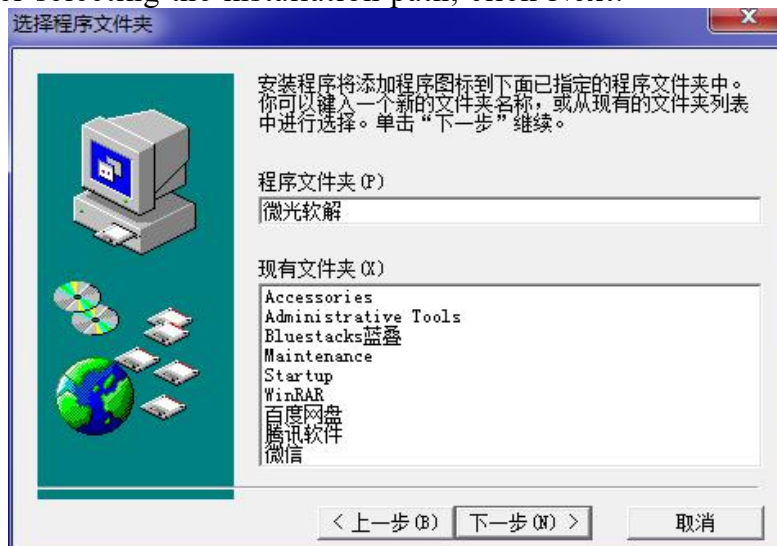 选择程序文件夹
安装程序将添加程序图标到下面已指定的程序文件夹中。
你可以键入一个新的文件夹名称，或从现有的文件夹列表
中进行选择。单击“下一步”继续。
程序文件夹(P)
微光软解
现有文件夹(X)
Accessories
Administrative Tools
Bluestacks蓝叠
Maintenance
Startup
WinRAR
百度网盘
腾讯软件
微信
< 上一步(B) 下一步(N) > 取消